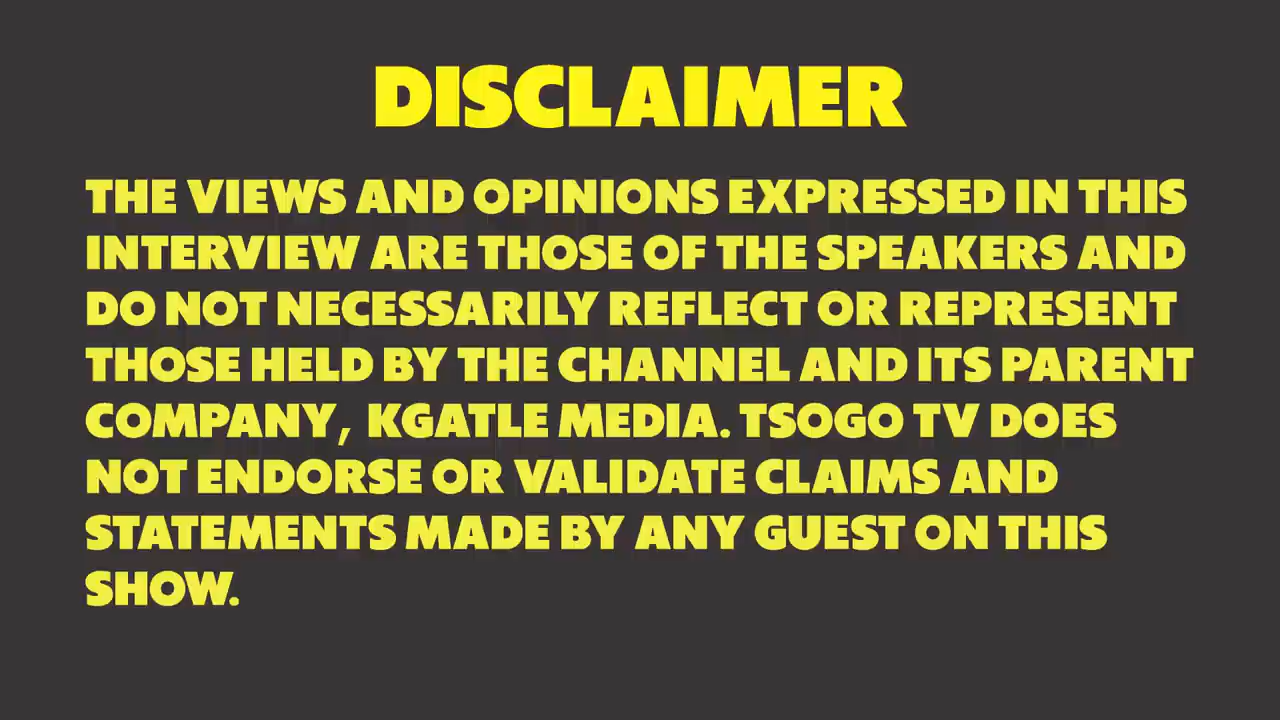 DISCLAIMER
THE VIEWS AND OPINIONS EXPRESSED IN THIS
INTERVIEW ARE THOSE OF THE SPEAKERS AND
DO NOT NECESSARILY REFLECT OR REPRESENT
THOSE HELD BY THE CHANNEL AND ITS PARENT
COMPANY, KGATLE MEDIA. TSOGO TV DOES
NOT ENDORSE OR VALIDATE CLAIMS AND
STATEMENTS MADE BY ANY GUEST ON THIS
SHOW.